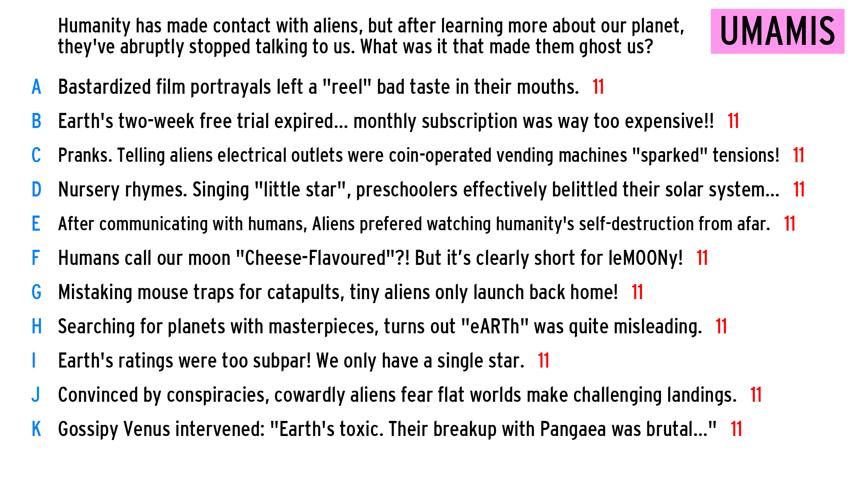 Humanity has made contact with aliens, but after learning more about our planet,
they've abruptly stopped talking to us. What was it that made them ghost us?
UMAMIS
A Bastardized film portrayals left a "reel" bad taste in their mouths. 11
B Earth's two-week free trial expired... monthly subscription was way too expensive!! 11
C Pranks. Telling aliens electrical outlets were coin-operated vending machines "sparked" tensions! 11
D Nursery rhymes. Singing "little star", preschoolers effectively belittled their solar system... 11
E After communicating with humans, Aliens prefered watching humanity's self-destruction from afar. 11
F Humans call our moon "Cheese-Flavoured"?! But it's clearly short for leMOONy! 11
G Mistaking mouse traps for catapults, tiny aliens only launch back home! 11
H Searching for planets with masterpieces, turns out "eARTh" was quite misleading. 11
I Earth's ratings were too subpar! We only have a single star. 11
J Convinced by conspiracies, cowardly aliens fear flat worlds make challenging landings. 11
K Gossipy Venus intervened: "Earth's toxic. Their breakup with Pangaea was brutal..." 11